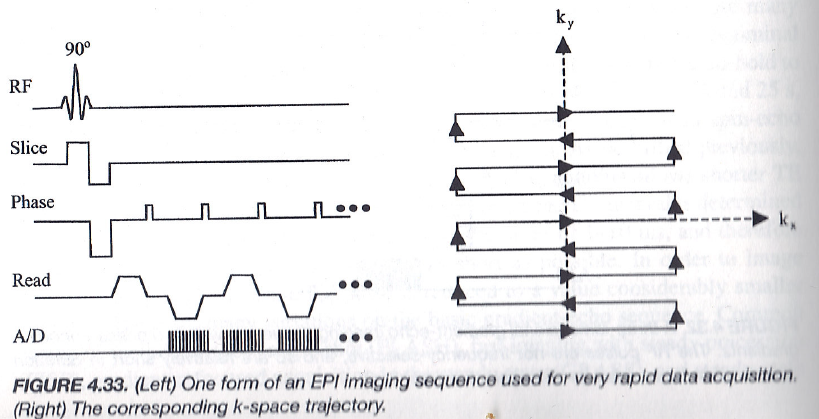 90°
RF
Slice
Phase
Read
A/D
k_y
k_x
FIGURE 4.33. (Left) One form of an EPI imaging sequence used for very rapid data acquisition.
(Right) The corresponding k-space trajectory.